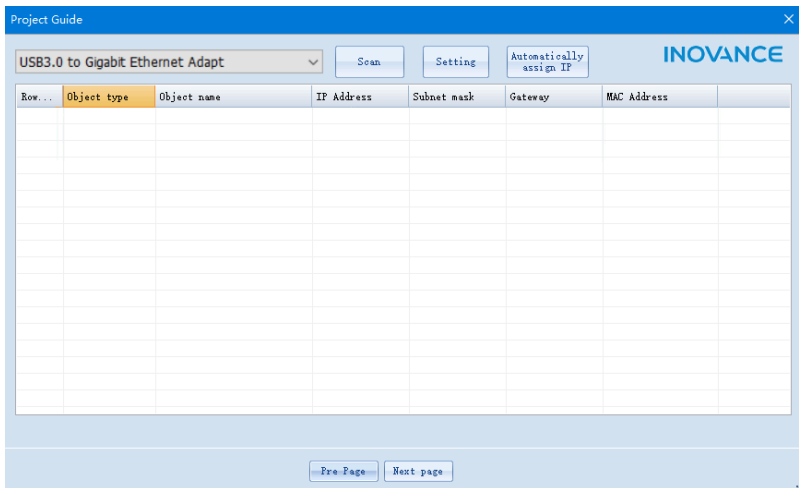 Project Guide
USB3.0 to Gigabit Ethernet Adapt
Scan
Setting
Automatically
assign IP
INOVANCE
Row... Object type Object name IP Address Subnet mask Gateway MAC Address
Pre Page Next page